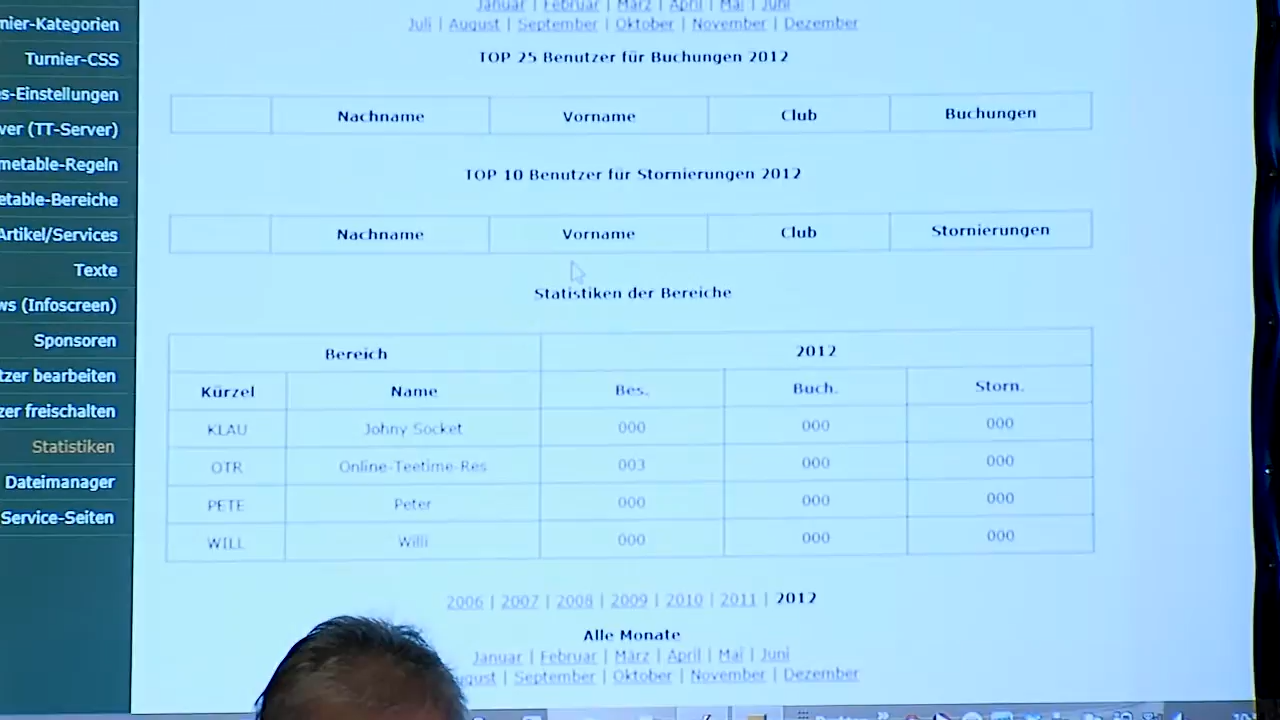 nier-Kategorien
Turnier-CSS
s-Einstellungen
ver (TT-Server)
metable-Regeln
etable-Bereiche
Artikel/Services
Texte
ws (Infoscreen)
Sponsoren
tzer bearbeiten
zer freischalten
Statistiken
Dateimanager
Service-Seiten
Januar | Februar | März | April | Mai | Juni
Juli | August | September | Oktober | November | Dezember
TOP 25 Benutzer für Buchungen 2012
Nachname Vorname Club Buchungen
TOP 10 Benutzer für Stornierungen 2012
Nachname Vorname Club Stornierungen
Statistiken der Bereiche
Bereich 2012
Kürzel Name Bes. Buch. Storn.
KLAU Johny Socket 000 000 000
OTR Online-Teetime-Res 003 000 000
PETE Peter 000 000 000
WILL Willi 000 000 000
2006 | 2007 | 2008 | 2009 | 2010 | 2011 | 2012
Alle Monate
Januar | Februar | März | April | Mai | Juni
ugust | September | Oktober | November | Dezember